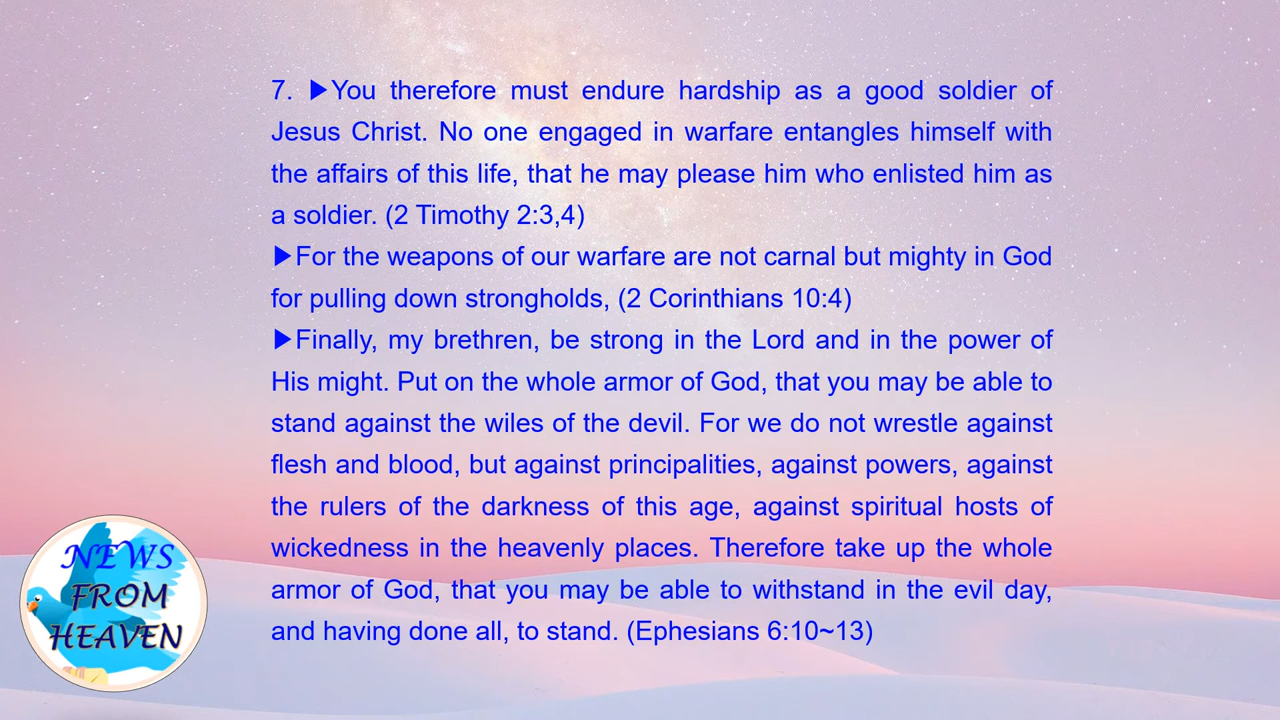 7. ▶You therefore must endure hardship as a good soldier of
Jesus Christ. No one engaged in warfare entangles himself with
the affairs of this life, that he may please him who enlisted him as
a soldier. (2 Timothy 2:3,4)
▶For the weapons of our warfare are not carnal but mighty in God
for pulling down strongholds, (2 Corinthians 10:4)
▶Finally, my brethren, be strong in the Lord and in the power of
His might. Put on the whole armor of God, that you may be able to
stand against the wiles of the devil. For we do not wrestle against
flesh and blood, but against principalities, against powers, against
the rulers of the darkness of this age, against spiritual hosts of
wickedness in the heavenly places. Therefore take up the whole
armor of God, that you may be able to withstand in the evil day,
and having done all, to stand. (Ephesians 6:10~13)
NEWS
FROM
HEAVEN